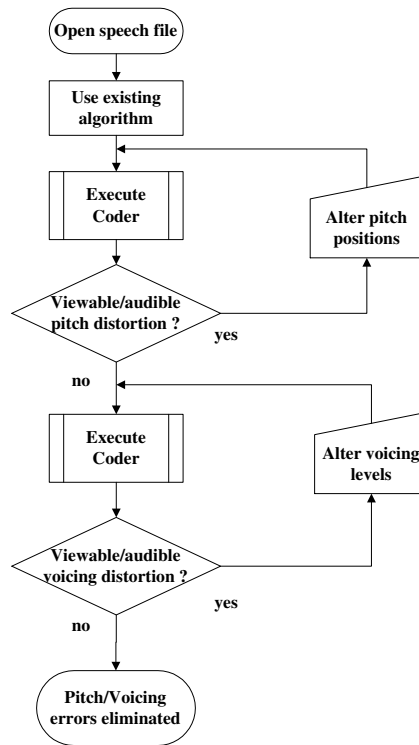 Open speech file
Use existing
algorithm
Execute
Coder
Alter pitch
positions
Viewable/audible
pitch distortion ?
yes
no
Execute
Coder
Alter voicing
levels
Viewable/audible
voicing distortion ?
yes
no
Pitch/Voicing
errors eliminated